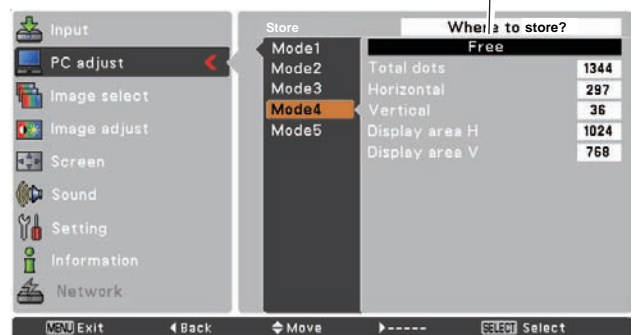 Input
PC adjust
Image select
Image adjust
Screen
Sound
Setting
Information
Network
Store
Mode1
Mode2
Mode3
Mode4
Mode5
Where to store?
Free
Total dots 1344
Horizontal 297
Vertical 36
Display area H 1024
Display area V 768
MENU Exit Back Move ----- SELECT Select